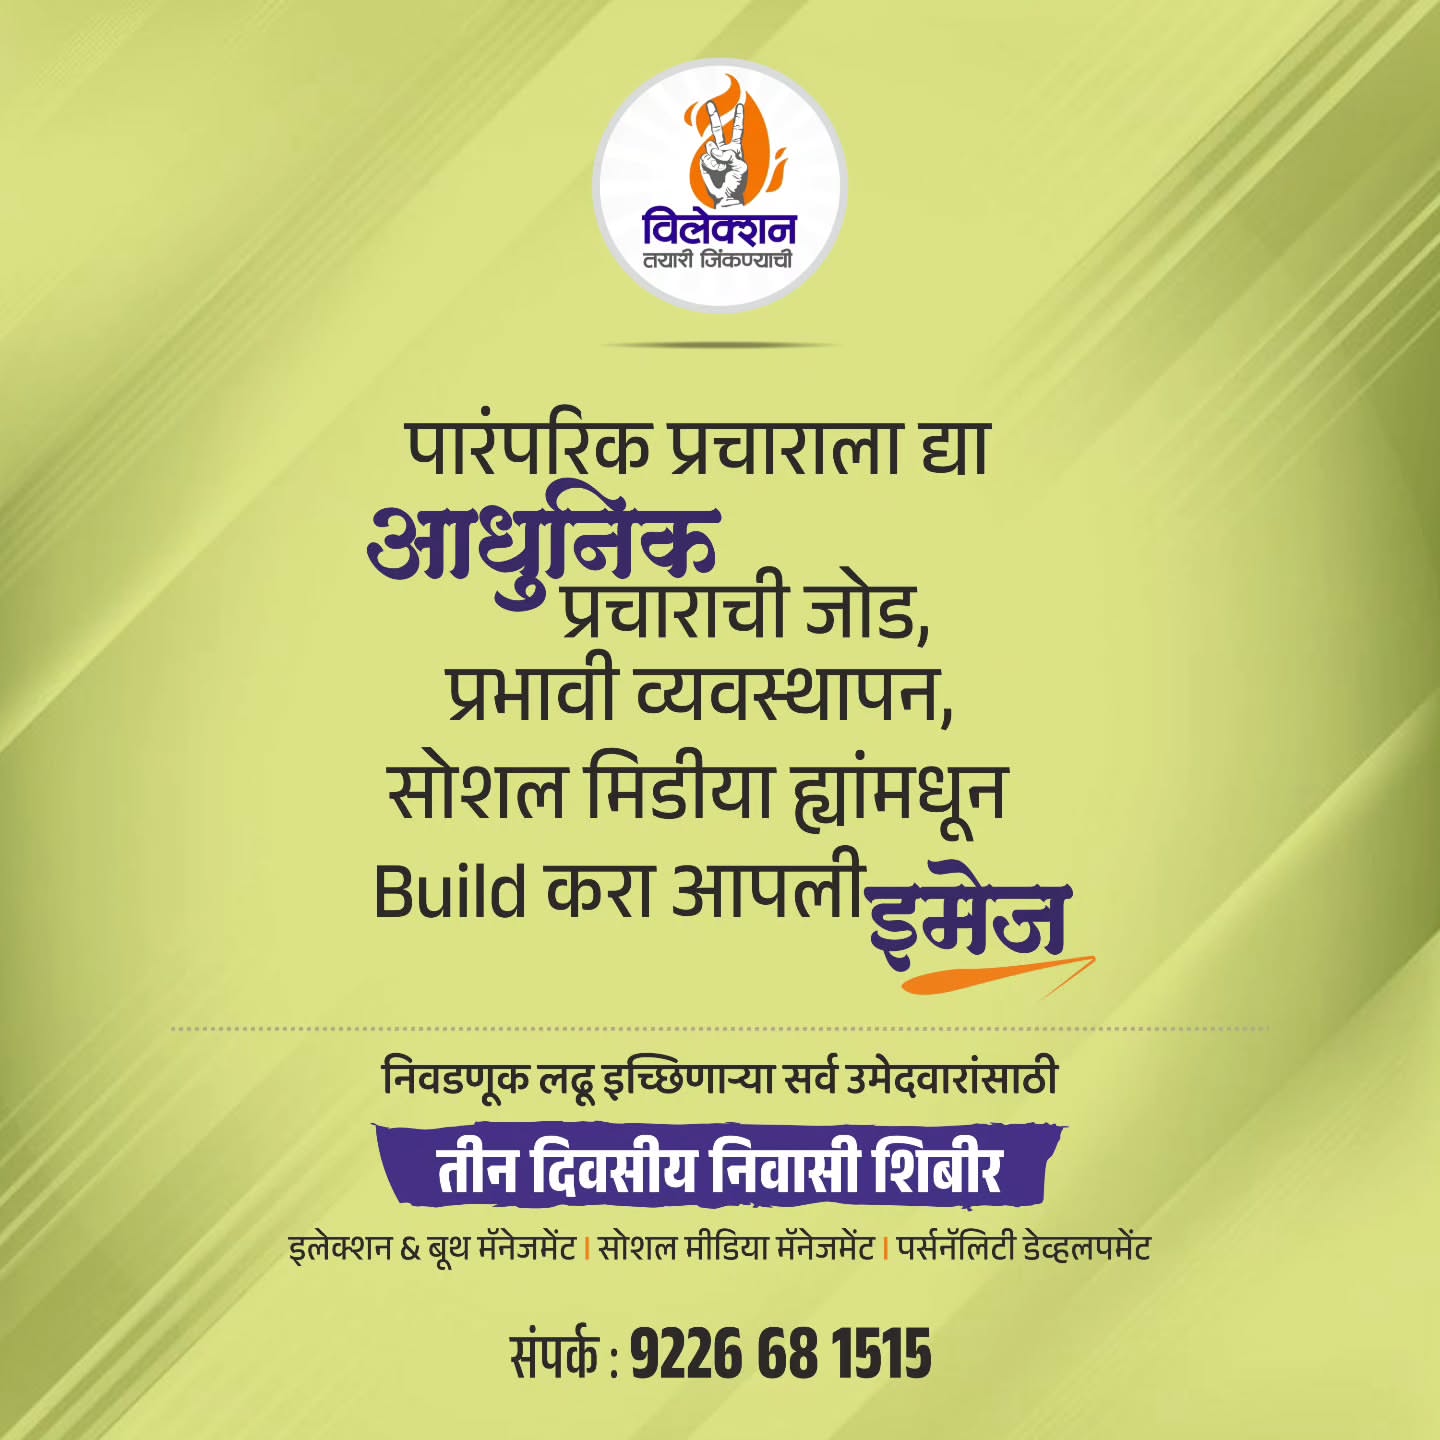 विलेक्शन
तयारी जिंकण्याची
पारंपरिक प्रचाराला द्या
आधुनिक
प्रचाराची जोड,
प्रभावी व्यवस्थापन,
सोशल मिडीया ह्यांमधून
Build करा आपली इमेज
निवडणूक लढू इच्छिणाऱ्या सर्व उमेदवारांसाठी
तीन दिवसीय निवासी शिबीर
इलेक्शन & बूथ मॅनेजमेंट | सोशल मीडिया मॅनेजमेंट | पर्सनॅलिटी डेव्हलपमेंट
संपर्क : 9226 68 1515